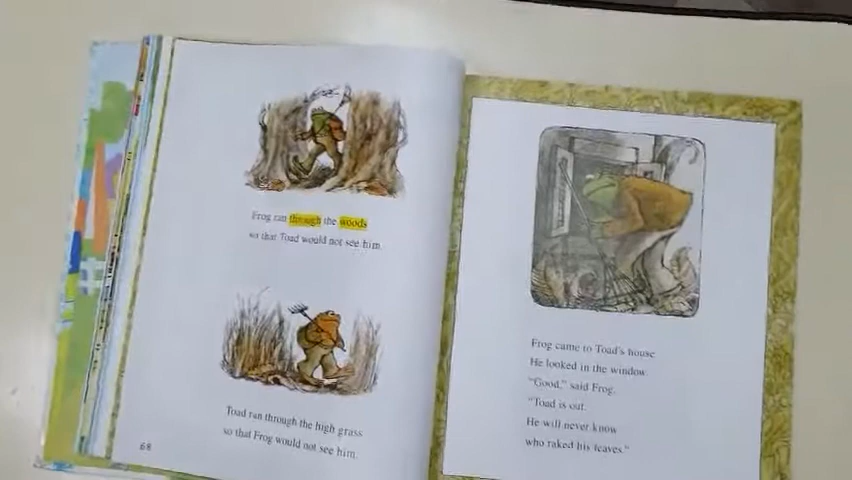 Frog ran through the woods
so that Toad would not see him.
Toad ran through the high grass
so that Frog would not see him.
68
Frog came to Toad's house.
He looked in the window.
"Good," said Frog.
"Toad is out.
He will never know
who raked his leaves."